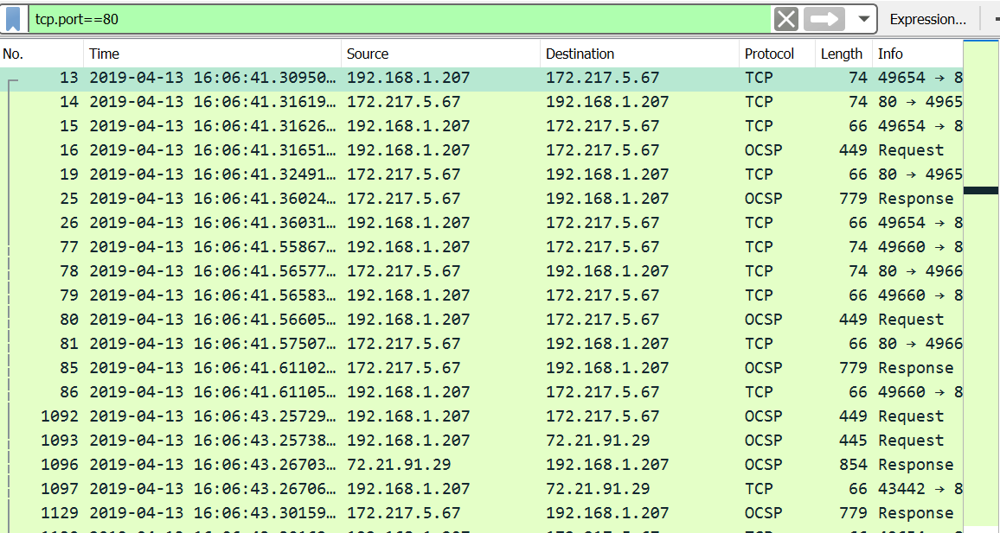 tcp.port==80 Expression...
No. Time Source Destination Protocol Length Info
13 2019-04-13 16:06:41.30950… 192.168.1.207 172.217.5.67 TCP 74 49654 → 8
14 2019-04-13 16:06:41.31619… 172.217.5.67 192.168.1.207 TCP 74 80 → 4965
15 2019-04-13 16:06:41.31626… 192.168.1.207 172.217.5.67 TCP 66 49654 → 8
16 2019-04-13 16:06:41.31651… 192.168.1.207 172.217.5.67 OCSP 449 Request
19 2019-04-13 16:06:41.32491… 172.217.5.67 192.168.1.207 TCP 66 80 → 4965
25 2019-04-13 16:06:41.36024… 172.217.5.67 192.168.1.207 OCSP 779 Response
26 2019-04-13 16:06:41.36031… 192.168.1.207 172.217.5.67 TCP 66 49654 → 8
77 2019-04-13 16:06:41.55867… 192.168.1.207 172.217.5.67 TCP 74 49660 → 8
78 2019-04-13 16:06:41.56577… 172.217.5.67 192.168.1.207 TCP 74 80 → 4966
79 2019-04-13 16:06:41.56583… 192.168.1.207 172.217.5.67 TCP 66 49660 → 8
80 2019-04-13 16:06:41.56605… 192.168.1.207 172.217.5.67 OCSP 449 Request
81 2019-04-13 16:06:41.57507… 172.217.5.67 192.168.1.207 TCP 66 80 → 4966
85 2019-04-13 16:06:41.61102… 172.217.5.67 192.168.1.207 OCSP 779 Response
86 2019-04-13 16:06:41.61105… 192.168.1.207 172.217.5.67 TCP 66 49660 → 8
1092 2019-04-13 16:06:43.25729… 192.168.1.207 172.217.5.67 OCSP 449 Request
1093 2019-04-13 16:06:43.25738… 192.168.1.207 72.21.91.29 OCSP 445 Request
1096 2019-04-13 16:06:43.26703… 72.21.91.29 192.168.1.207 OCSP 854 Response
1097 2019-04-13 16:06:43.26706… 192.168.1.207 72.21.91.29 TCP 66 43442 → 8
1129 2019-04-13 16:06:43.30159… 172.217.5.67 192.168.1.207 OCSP 779 Response